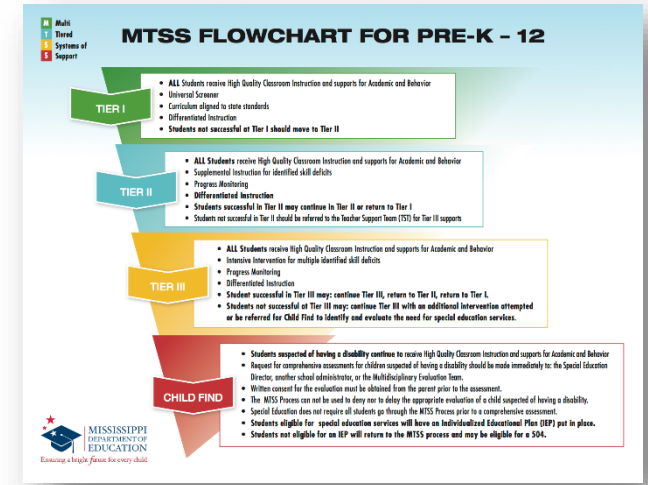 M Multi
T Tiered
S Systems of
S Support
MTSS FLOWCHART FOR PRE-K – 12
TIER I
• ALL Students receive High Quality Classroom Instruction and supports for Academic and Behavior
• Universal Screener
• Curriculum aligned to state standards
• Differentiated Instruction
• Students not successful at Tier I should move to Tier II
TIER II
• ALL Students receive High Quality Classroom Instruction and supports for Academic and Behavior
• Supplemental Instruction for identified skill deficits
• Progress Monitoring
• Differentiated Instruction
• Students successful in Tier II may continue in Tier II or return to Tier I
• Students not successful in Tier II should be referred to the Teacher Support Team (TST) for Tier III supports
TIER III
• ALL Students receive High Quality Classroom Instruction and supports for Academic and Behavior
• Intensive Intervention for multiple identified skill deficits
• Progress Monitoring
• Differentiated Instruction
• Student successful in Tier III may: continue Tier III, return to Tier II, return to Tier I.
• Students not successful at Tier III may: continue Tier III with an additional intervention attempted
or be referred for Child Find to identify and evaluate the need for special education services.
CHILD FIND
• Students suspected of having a disability continue to receive High Quality Classroom Instruction and supports for Academic and Behavior
• Request for comprehensive assessments for children suspected of having a disability should be made immediately to: the Special Education
Director, another school administrator, or the Multidisciplinary Evaluation Team.
• Written consent for the evaluation must be obtained from the parent prior to the assessment.
• The MTSS Process can not be used to deny nor to delay the appropriate evaluation of a child suspected of having a disability.
• Special Education does not require all students go through the MTSS Process prior to a comprehensive assessment.
• Students eligible for special education services will have an Individualized Educational Plan (IEP) put in place.
• Students not eligible for an IEP will return to the MTSS process and may be eligible for a 504.
MISSISSIPPI
DEPARTMENT OF
EDUCATION
Ensuring a bright future for every child